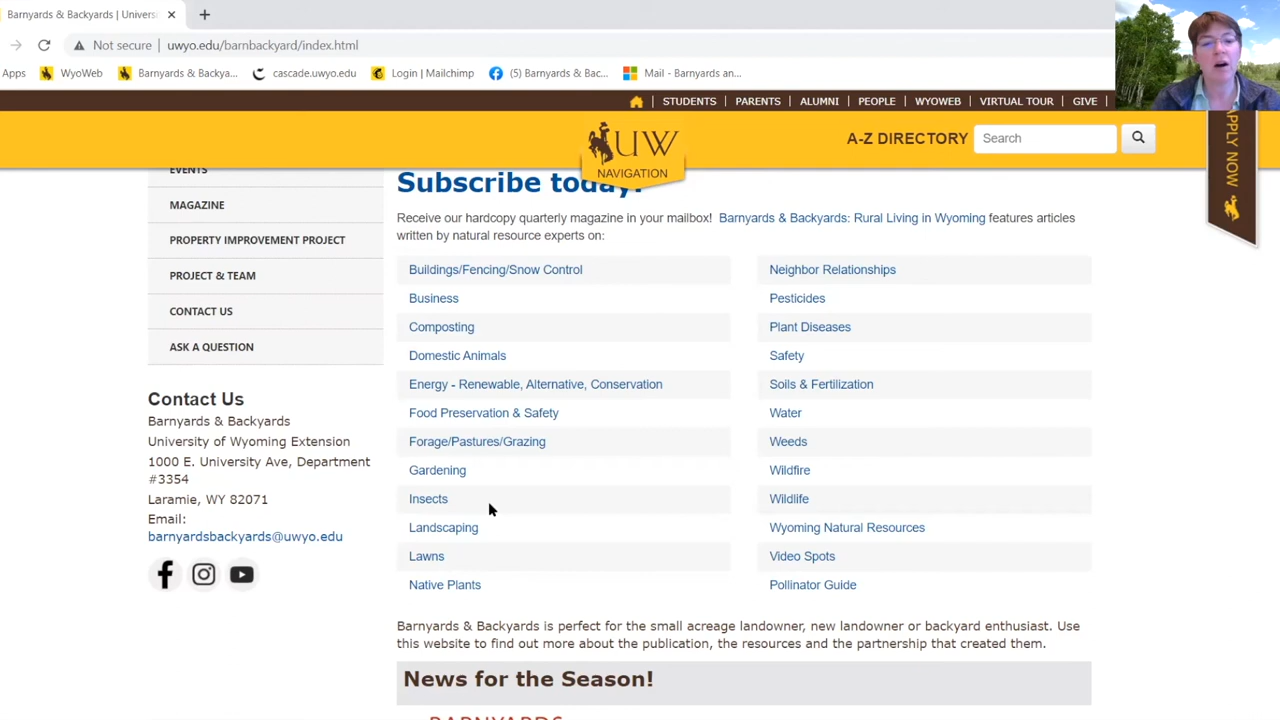 Barnyards & Backyards | Universi
Not secure | uwyo.edu/barnbackyard/index.html
Apps WyoWeb Barnyards & Backya... cascade.uwyo.edu Login | Mailchimp (5) Barnyards & Bac... Mail - Barnyards an...
STUDENTS | PARENTS | ALUMNI | PEOPLE | WYOWEB | VIRTUAL TOUR | GIVE |
UW
NAVIGATION
A-Z DIRECTORY Search
APPLY NOW
EVENTS
MAGAZINE
PROPERTY IMPROVEMENT PROJECT
PROJECT & TEAM
CONTACT US
ASK A QUESTION
Contact Us
Barnyards & Backyards
University of Wyoming Extension
1000 E. University Ave, Department
#3354
Laramie, WY 82071
Email:
barnyardsbackyards@uwyo.edu
Subscribe today!
Receive our hardcopy quarterly magazine in your mailbox! Barnyards & Backyards: Rural Living in Wyoming features articles
written by natural resource experts on:
Buildings/Fencing/Snow Control
Business
Composting
Domestic Animals
Energy - Renewable, Alternative, Conservation
Food Preservation & Safety
Forage/Pastures/Grazing
Gardening
Insects
Landscaping
Lawns
Native Plants
Neighbor Relationships
Pesticides
Plant Diseases
Safety
Soils & Fertilization
Water
Weeds
Wildfire
Wildlife
Wyoming Natural Resources
Video Spots
Pollinator Guide
Barnyards & Backyards is perfect for the small acreage landowner, new landowner or backyard enthusiast. Use
this website to find out more about the publication, the resources and the partnership that created them.
News for the Season!
BARNYARDS